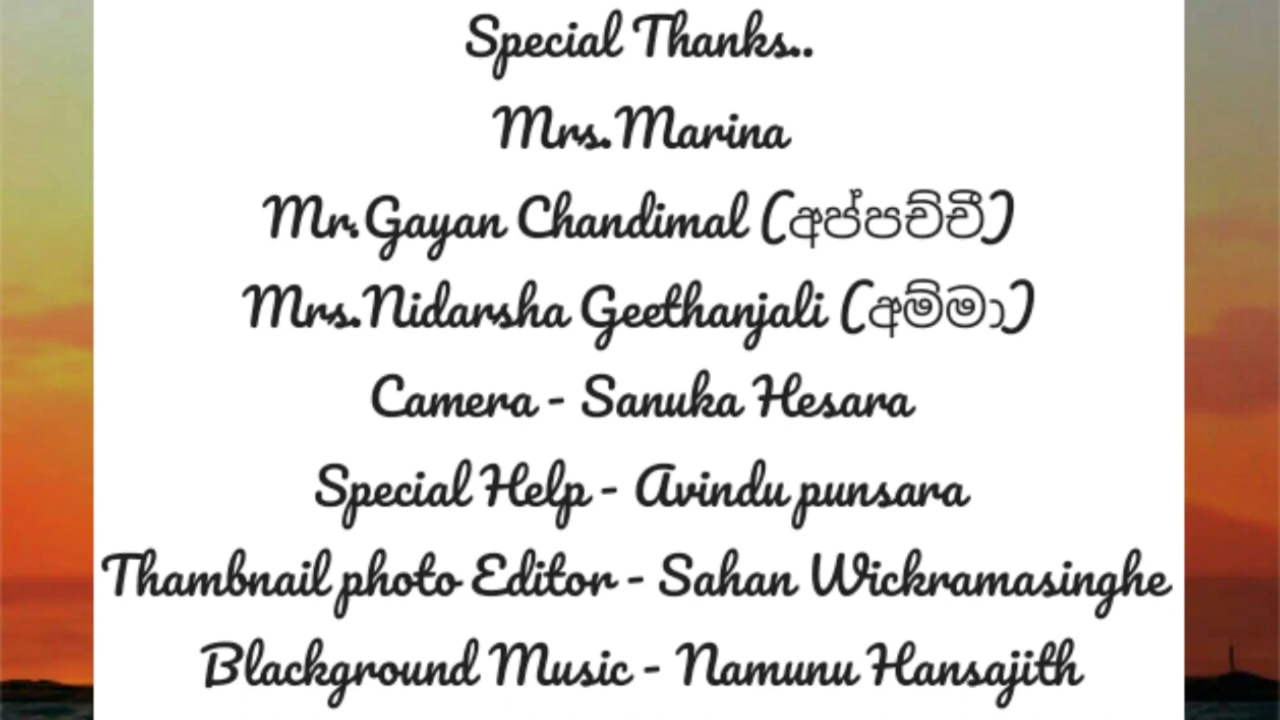 Special Thanks..
Mrs.Marina
Mr.Gayan Chandimal (අප්පච්චී)
Mrs.Nidarsha Geethanjali (අම්මා)
Camera - Sanuka Hesara
Special Help - Avindu punsara
Thambnail photo Editor - Sahan Wickramasinghe
Blackground Music - Namunu Hansajith